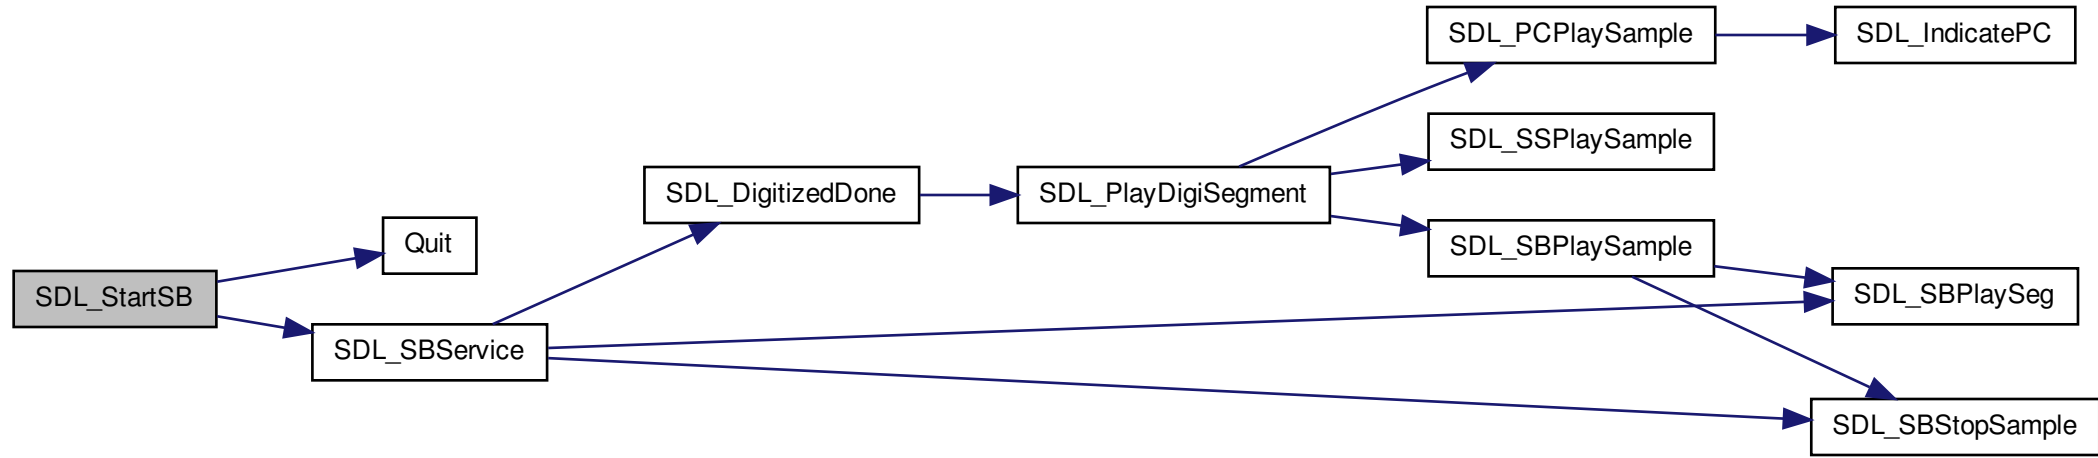 SDL_StartSB
Quit
SDL_SBService
SDL_DigitizedDone
SDL_PlayDigiSegment
SDL_PCPlaySample
SDL_SSPlaySample
SDL_SBPlaySample
SDL_IndicatePC
SDL_SBPlaySeg
SDL_SBStopSample